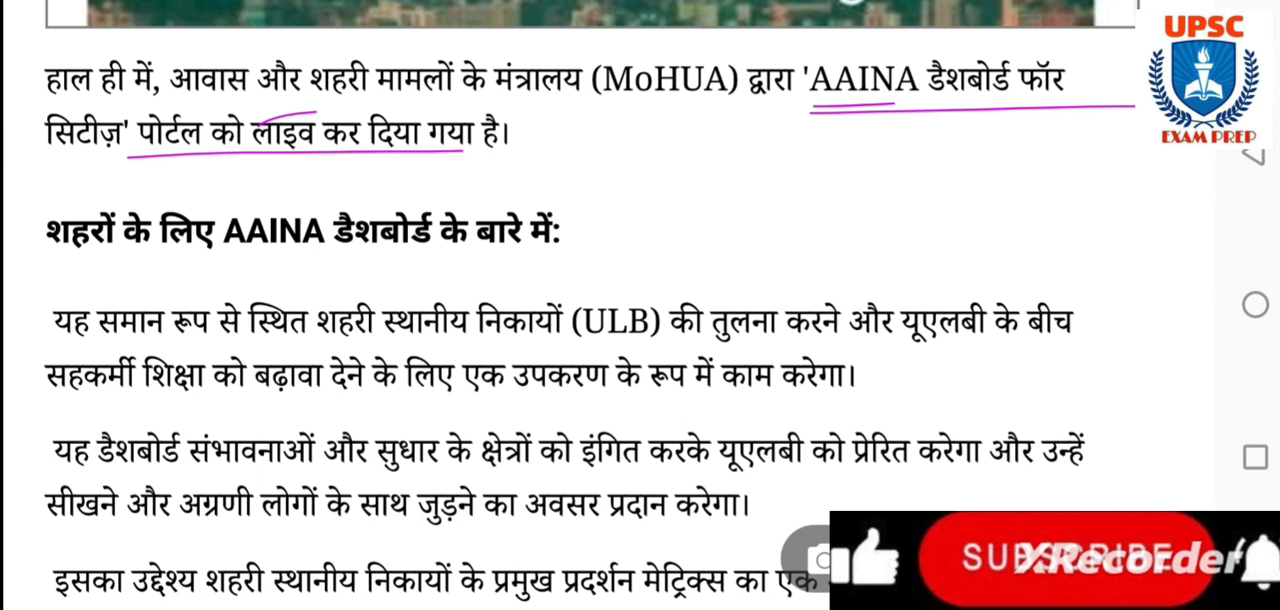 UPSC
EXAM PREP
हाल ही में, आवास और शहरी मामलों के मंत्रालय (MoHUA) द्वारा 'AAINA डैशबोर्ड फॉर
सिटीज़' पोर्टल को लाइव कर दिया गया है।
शहरों के लिए AAINA डैशबोर्ड के बारे में:
यह समान रूप से स्थित शहरी स्थानीय निकायों (ULB) की तुलना करने और यूएलबी के बीच
सहकर्मी शिक्षा को बढ़ावा देने के लिए एक उपकरण के रूप में काम करेगा।
यह डैशबोर्ड संभावनाओं और सुधार के क्षेत्रों को इंगित करके यूएलबी को प्रेरित करेगा और उन्हें
सीखने और अग्रणी लोगों के साथ जुड़ने का अवसर प्रदान करेगा।
इसका उद्देश्य शहरी स्थानीय निकायों के प्रमुख प्रदर्शन मेट्रिक्स का एक
SUBSCRIBE
XRecorder